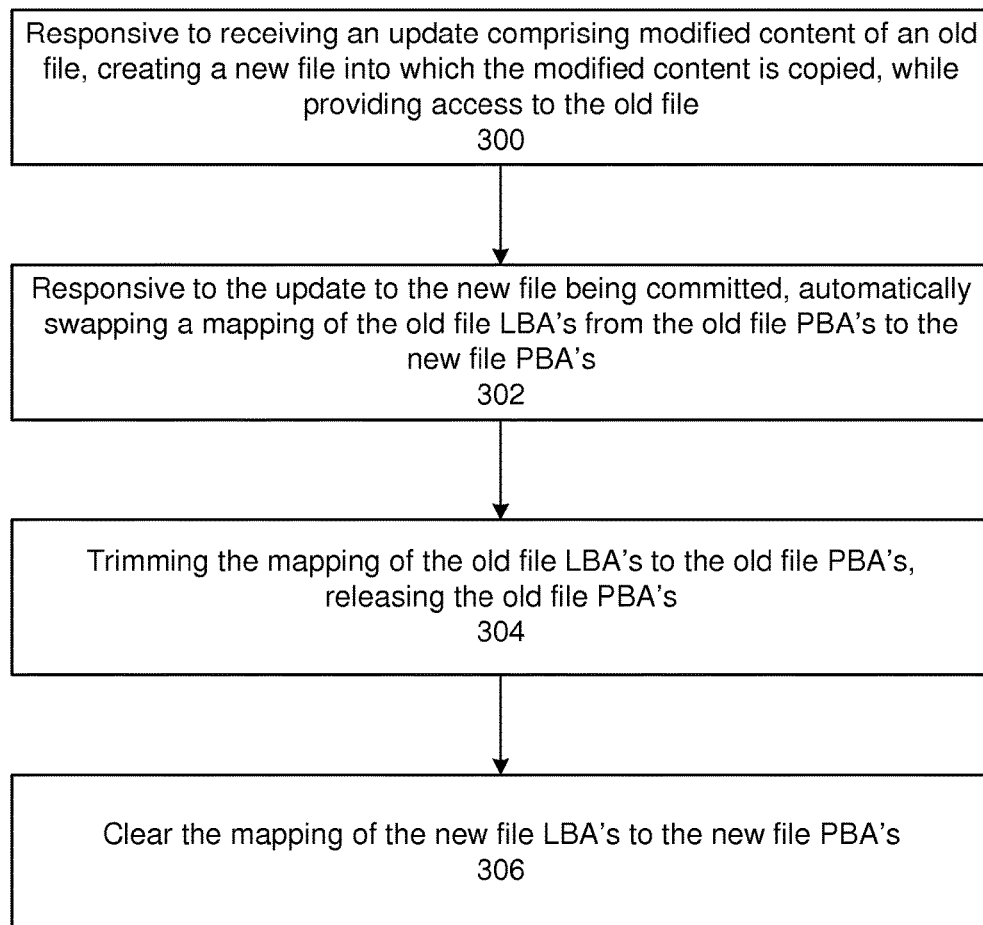 Responsive to receiving an update comprising modified content of an old
file, creating a new file into which the modified content is copied, while
providing access to the old file
300
Responsive to the update to the new file being committed, automatically
swapping a mapping of the old file LBA's from the old file PBA's to the
new file PBA's
302
Trimming the mapping of the old file LBA's to the old file PBA's,
releasing the old file PBA's
304
Clear the mapping of the new file LBA's to the new file PBA's
306